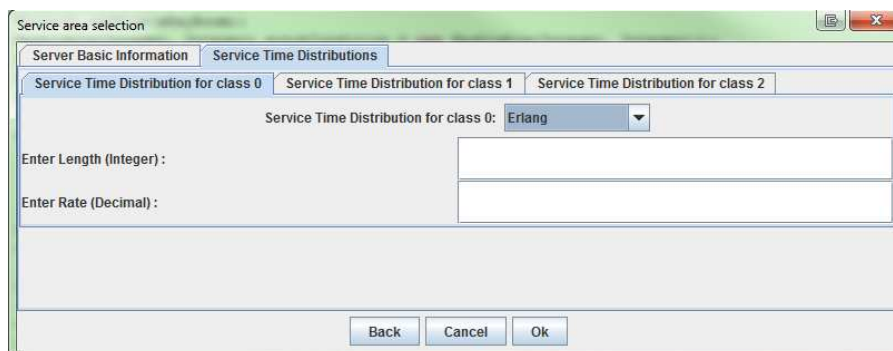 Service area selection
Server Basic Information Service Time Distributions
Service Time Distribution for class 0 Service Time Distribution for class 1 Service Time Distribution for class 2
Service Time Distribution for class 0: Erlang
Enter Length (Integer) :
Enter Rate (Decimal) :
Back Cancel Ok